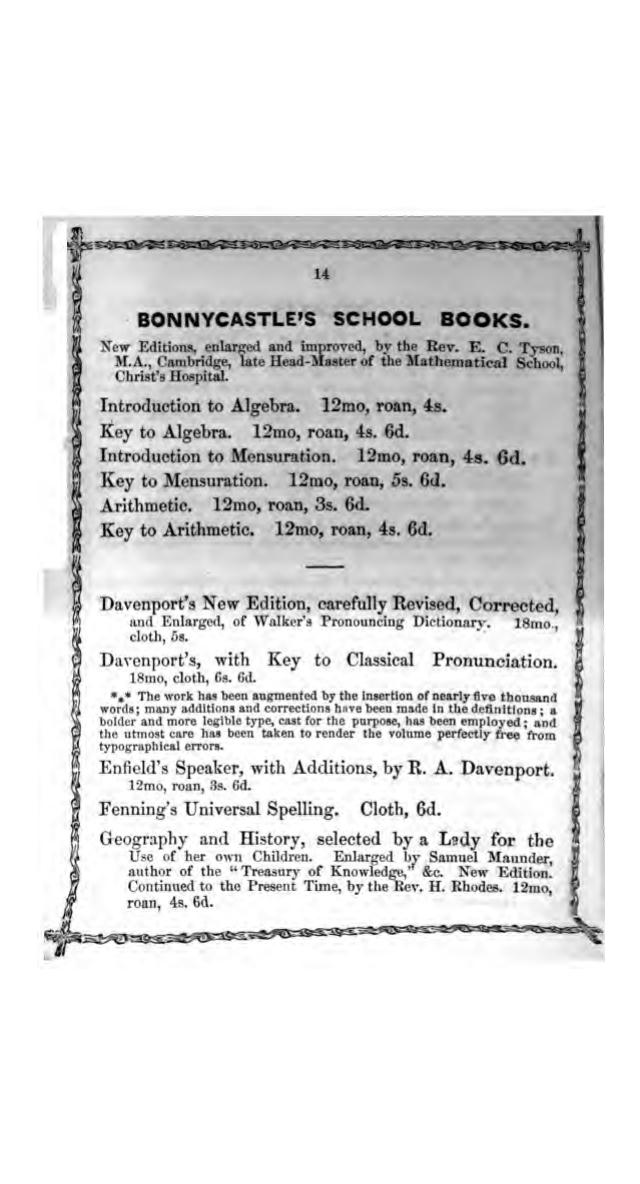 14
BONNYCASTLE'S SCHOOL BOOKS.
New Editions, enlarged and improved, by the Rev. E. C. Tyson,
M.A., Cambridge, late Head-Master of the Mathematical School,
Christ's Hospital.
Introduction to Algebra. 12mo, roan, 4s.
Key to Algebra. 12mo, roan, 4s. 6d.
Introduction to Mensuration. 12mo, roan, 4s. 6d.
Key to Mensuration. 12mo, roan, 5s. 6d.
Arithmetic. 12mo, roan, 3s. 6d.
Key to Arithmetic. 12mo, roan, 4s. 6d.
Davenport's New Edition, carefully Revised, Corrected,
and Enlarged, of Walker's Pronouncing Dictionary. 18mo.,
cloth, 5s.
Davenport's, with Key to Classical Pronunciation.
18mo, cloth, 6s. 6d.
*** The work has been augmented by the insertion of nearly five thousand
words; many additions and corrections have been made in the definitions; a
bolder and more legible type, cast for the purpose, has been employed; and
the utmost care has been taken to render the volume perfectly free from
typographical errors.
Enfield's Speaker, with Additions, by R. A. Davenport.
12mo, roan, 3s. 6d.
Fenning's Universal Spelling. Cloth, 6d.
Geography and History, selected by a Lady for the
Use of her own Children. Enlarged by Samuel Maunder,
author of the "Treasury of Knowledge," &c. New Edition.
Continued to the Present Time, by the Rev. H. Rhodes. 12mo,
roan, 4s. 6d.